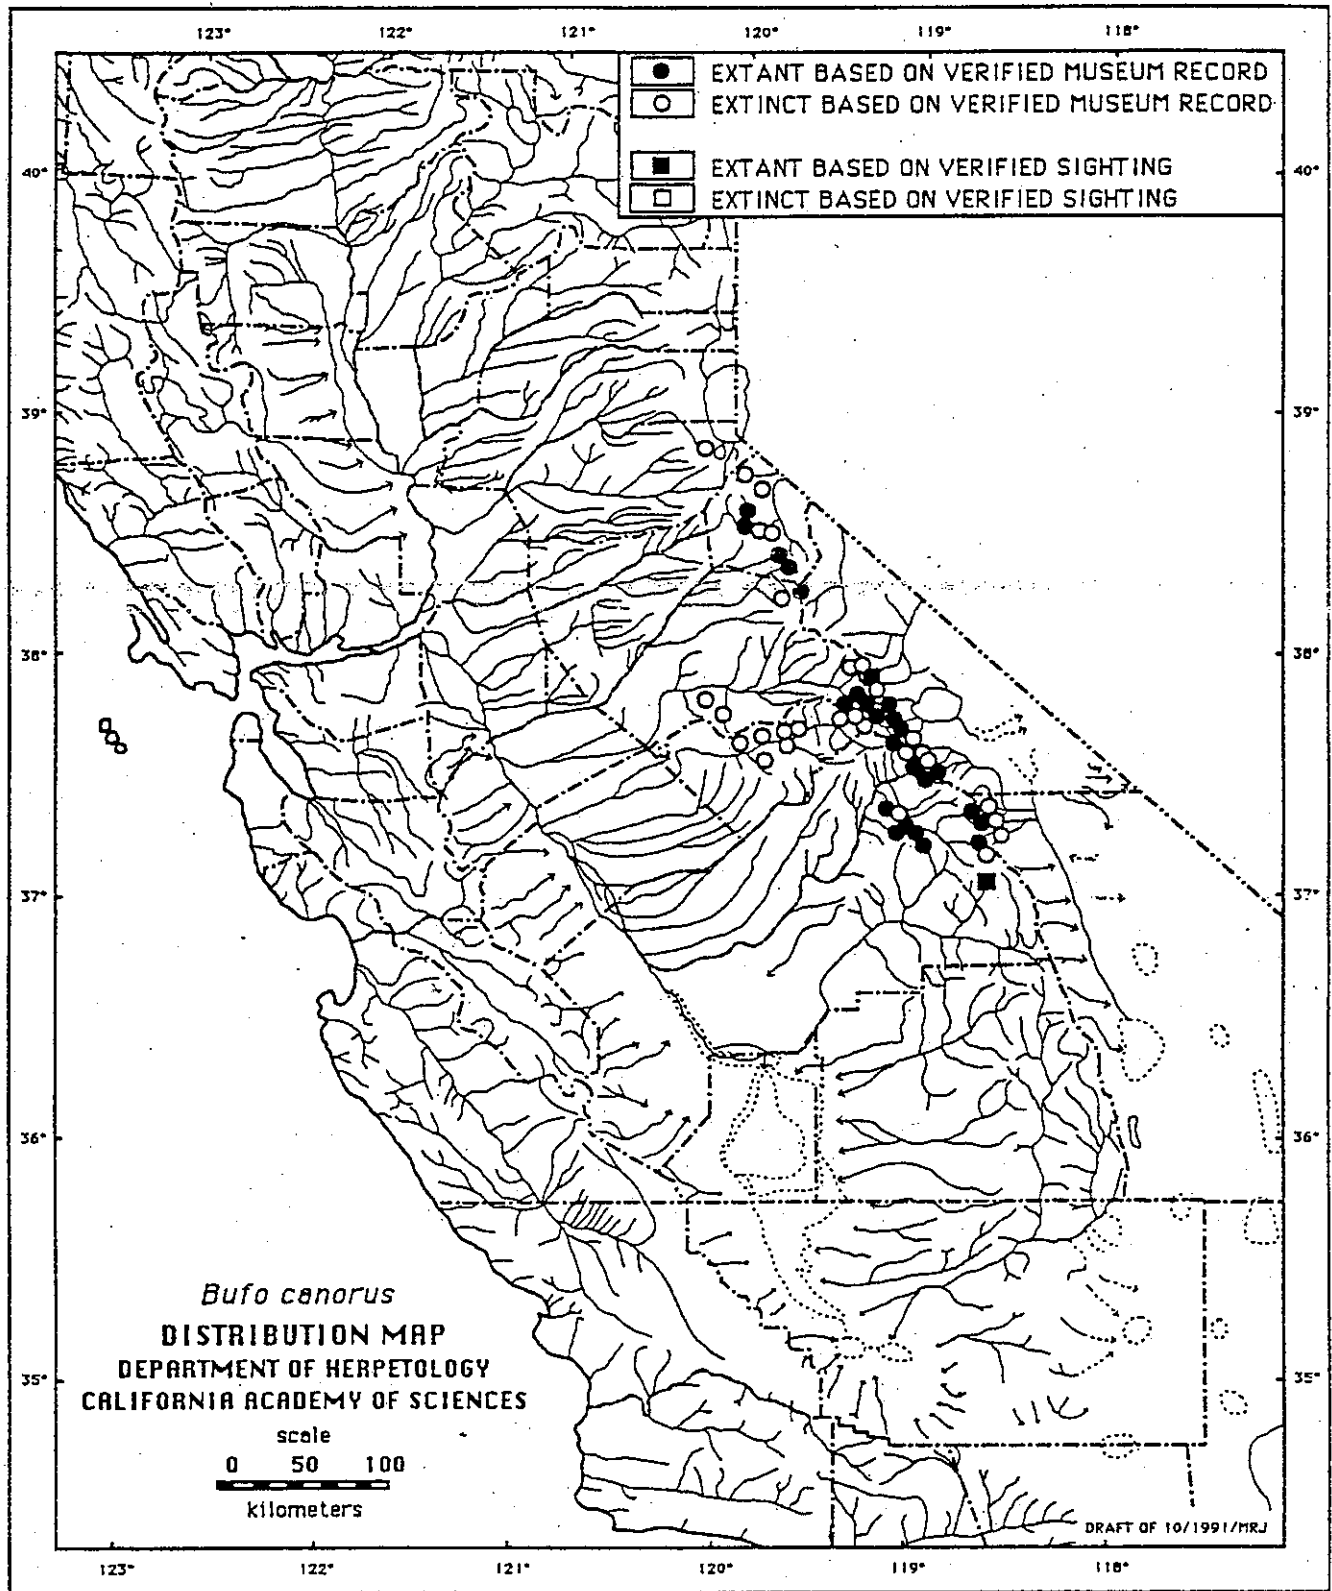 123° 122° 121° 120° 119° 118°
EXTANT BASED ON VERIFIED MUSEUM RECORD
EXTINCT BASED ON VERIFIED MUSEUM RECORD
EXTANT BASED ON VERIFIED SIGHTING
EXTINCT BASED ON VERIFIED SIGHTING
40° 40°
39° 39°
38° 38°
37° 37°
36° 36°
35° 35°
Bufo canorus
DISTRIBUTION MAP
DEPARTMENT OF HERPETOLOGY
CALIFORNIA ACADEMY OF SCIENCES
scale
0 50 100
kilometers
DRAFT OF 10/1991/MRJ
123° 122° 121° 120° 119° 118°